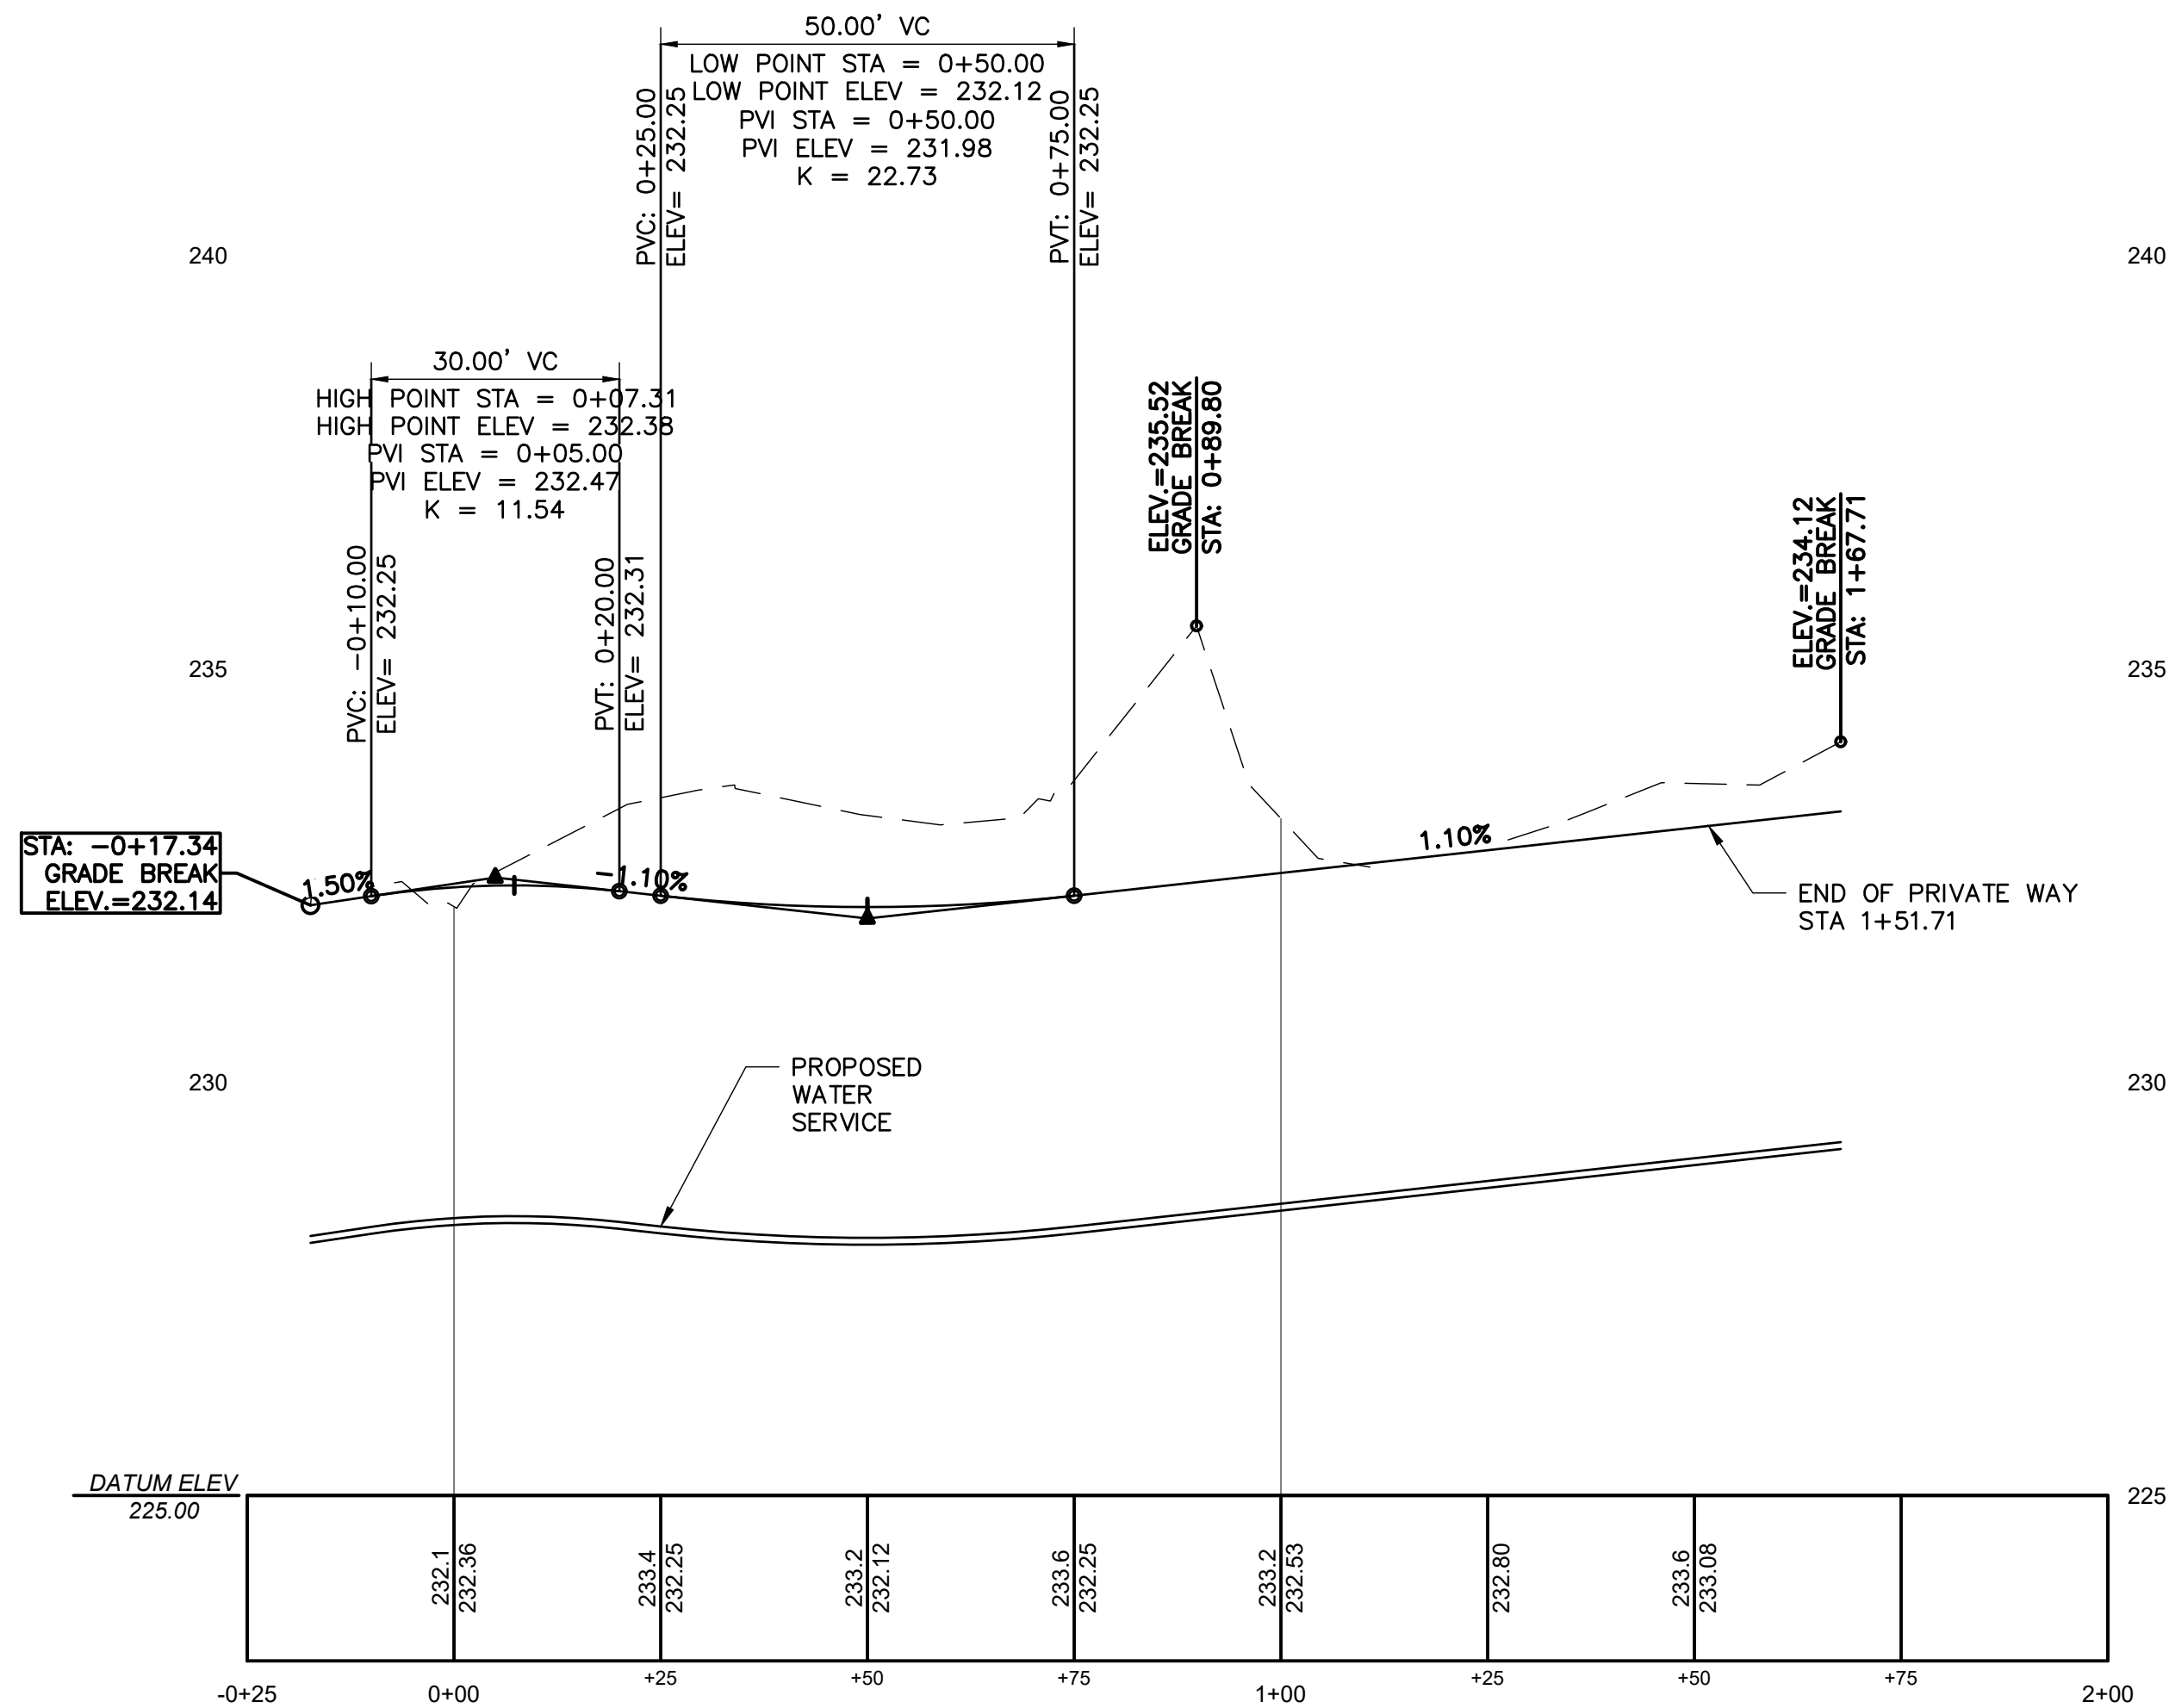 50.00' VC
LOW POINT STA = 0+50.00
LOW POINT ELEV = 232.12
PVI STA = 0+50.00
PVI ELEV = 231.98
K = 22.73
PVC: 0+25.00
ELEV= 232.25
PVT: 0+75.00
ELEV= 232.25
240
240
30.00' VC
HIGH POINT STA = 0+07.31
HIGH POINT ELEV = 232.38
PVI STA = 0+05.00
PVI ELEV = 232.47
K = 11.54
PVC: -0+10.00
ELEV= 232.25
PVT: 0+20.00
ELEV= 232.31
ELEV.=235.52
GRADE BREAK
STA: 0+89.80
ELEV.=234.12
GRADE BREAK
STA: 1+67.71
235
235
STA: -0+17.34
GRADE BREAK
ELEV.=232.14
1.50%
-1.10%
1.10%
END OF PRIVATE WAY
STA 1+51.71
230
230
PROPOSED
WATER
SERVICE
DATUM ELEV
225.00
225
232.1
232.36
233.4
232.25
233.2
232.12
233.6
232.25
233.2
232.53
232.80
233.6
233.08
-0+25
0+00
+25
+50
+75
1+00
+25
+50
+75
2+00